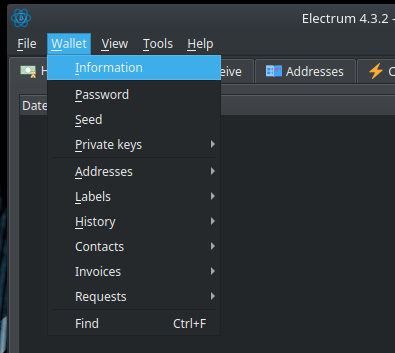 Electrum 4.3.2 -
File Wallet View Tools Help
Information
H eive Addresses C
Date
Password
Seed
Private keys
Addresses
Labels
History
Contacts
Invoices
Requests
Find Ctrl+F